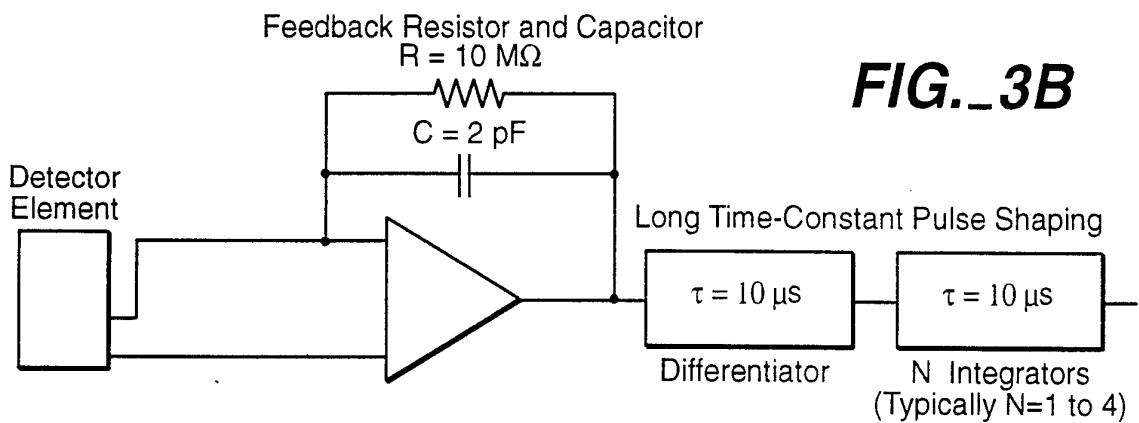 Feedback Resistor and Capacitor
R = 10 MΩ
FIG._3B
C = 2 pF
Detector
Element
Long Time-Constant Pulse Shaping
τ = 10 µs
τ = 10 µs
Differentiator
N Integrators
(Typically N=1 to 4)